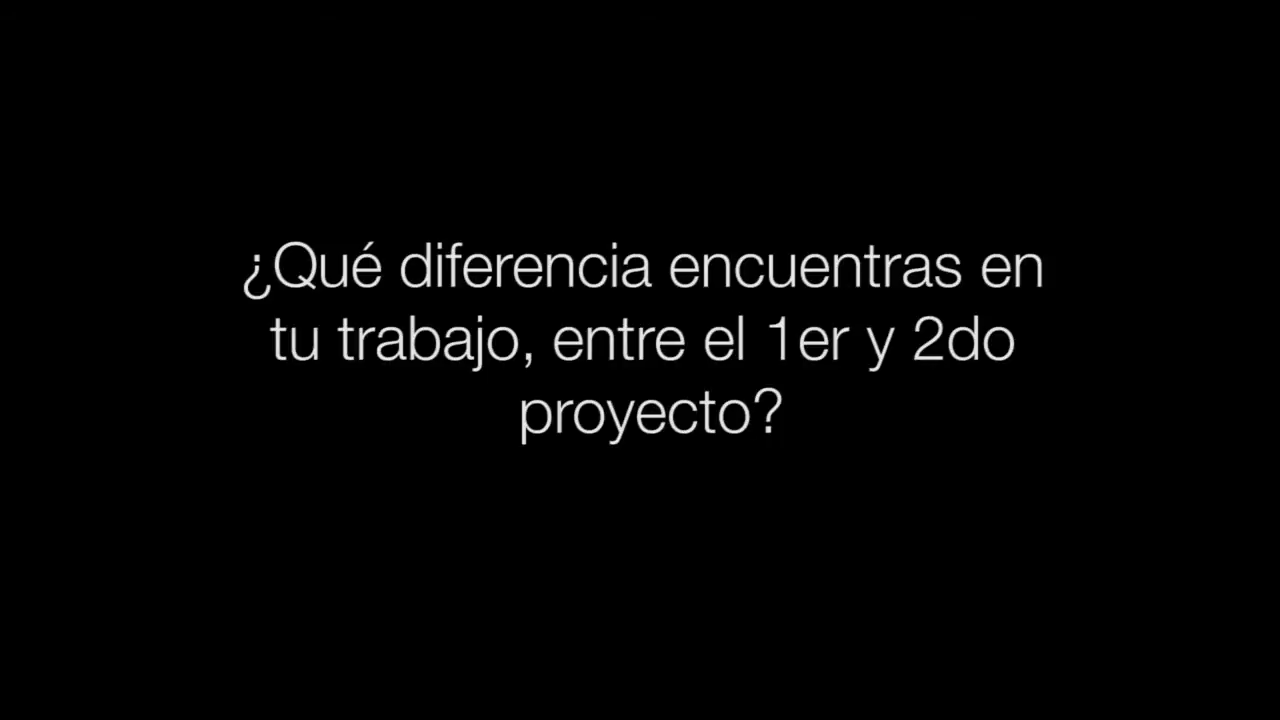 ¿Qué diferencia encuentras en
tu trabajo, entre el 1er y 2do
proyecto?